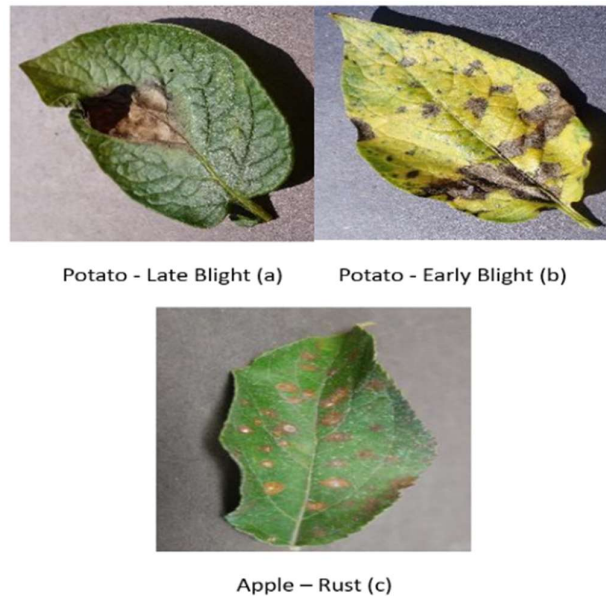 Potato - Late Blight (a)
Potato - Early Blight (b)
Apple – Rust (c)